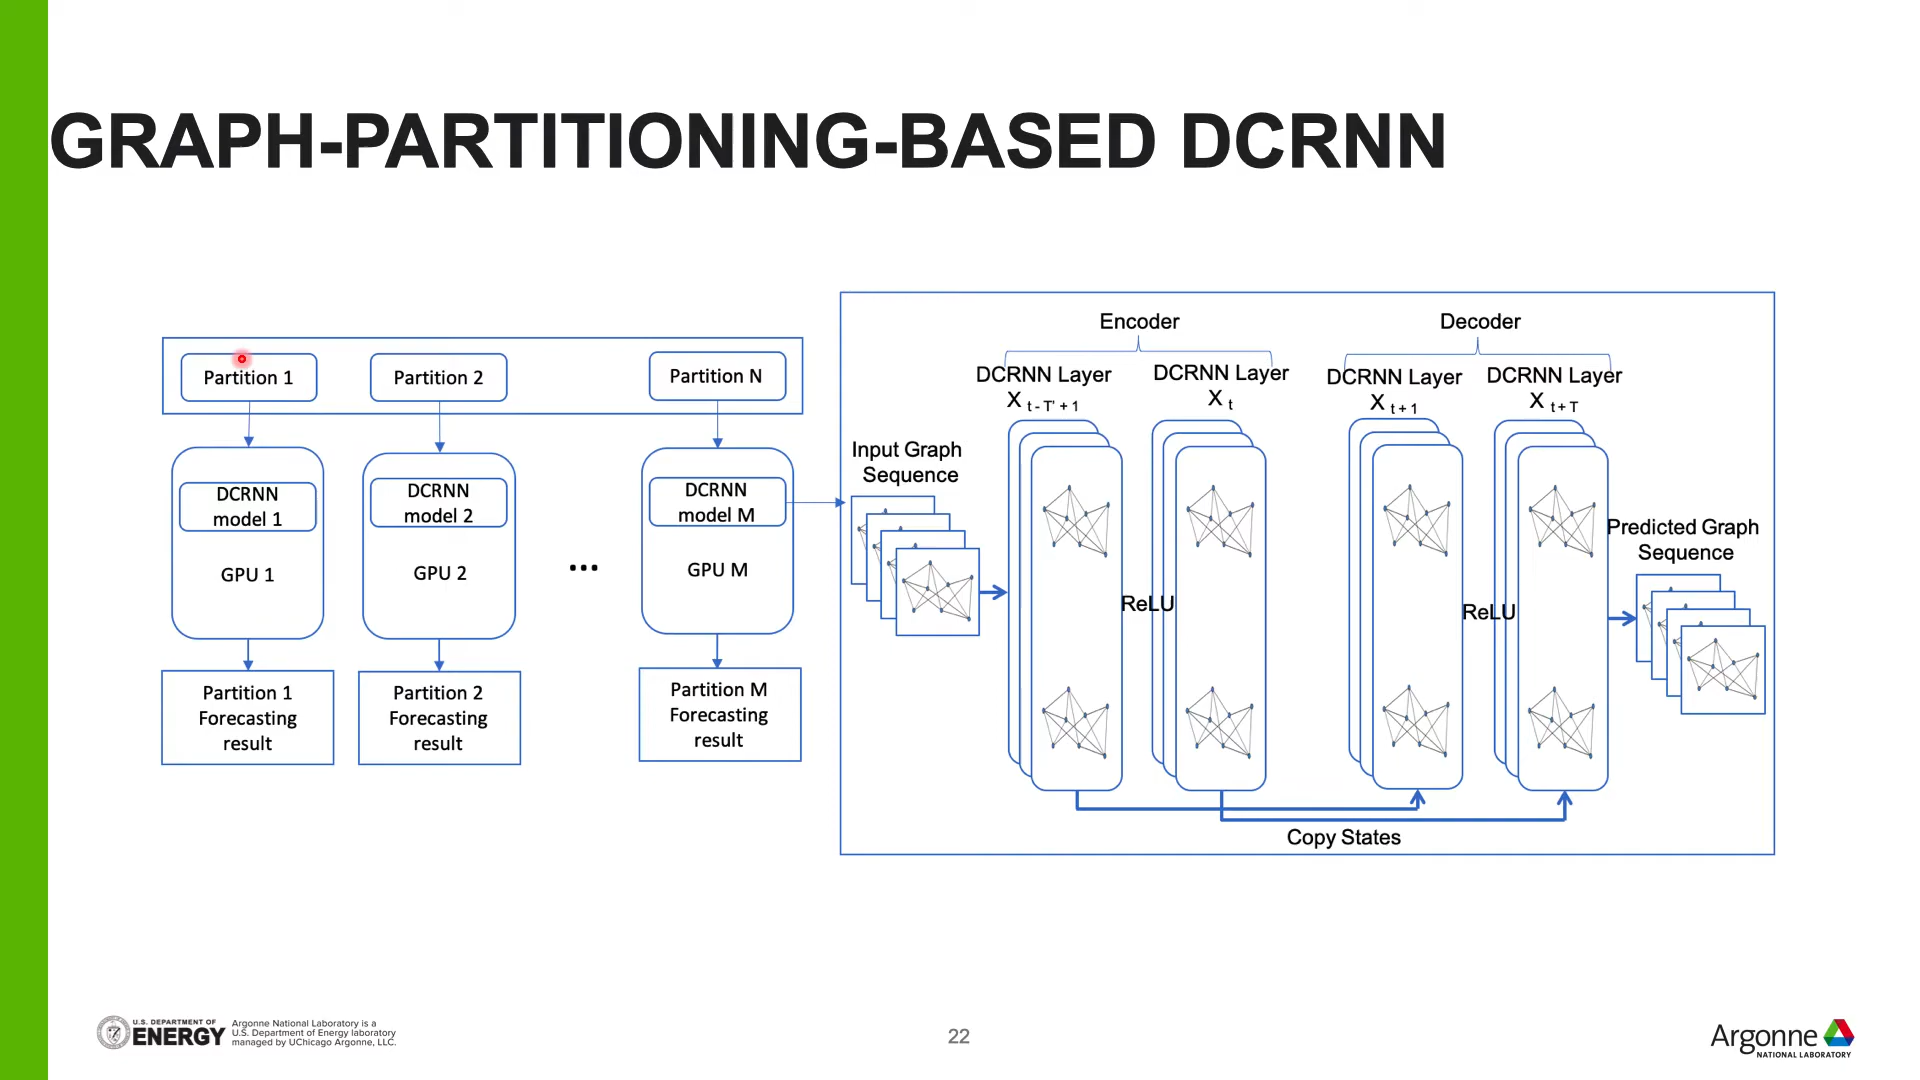 GRAPH-PARTITIONING-BASED DCRNN
Partition 1
Partition 2
Partition N
DCRNN
model 1
GPU 1
DCRNN
model 2
GPU 2
...
DCRNN
model M
GPU M
Partition 1
Forecasting
result
Partition 2
Forecasting
result
Partition M
Forecasting
result
Encoder
Decoder
DCRNN Layer
X t - T' + 1
DCRNN Layer
X t
DCRNN Layer
X t + 1
DCRNN Layer
X t + T
Input Graph
Sequence
ReLU
ReLU
Predicted Graph
Sequence
Copy States
U.S. DEPARTMENT OF
ENERGY
Argonne National Laboratory is a
U.S. Department of Energy laboratory
managed by UChicago Argonne, LLC.
22
Argonne
NATIONAL LABORATORY